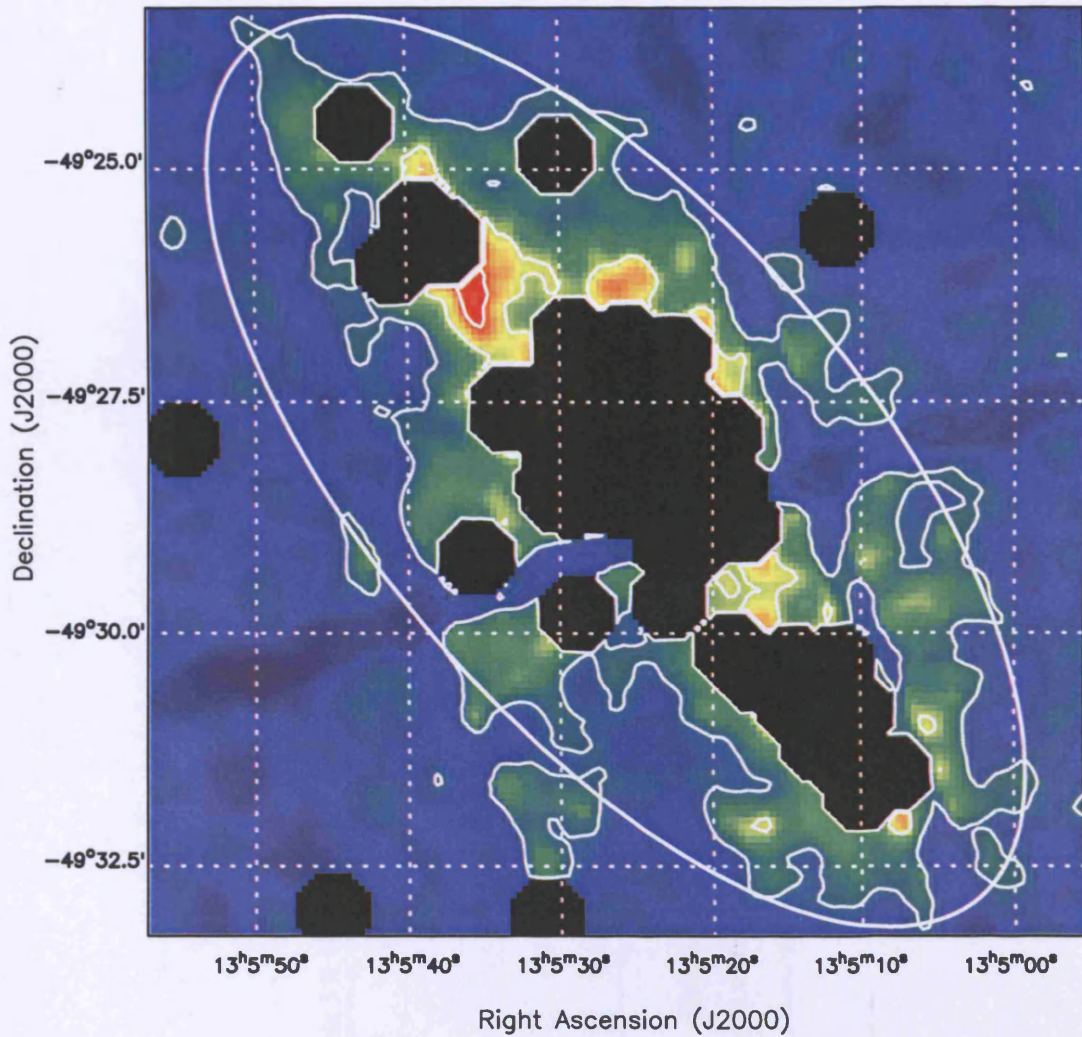 Declination (J2000)
−49°25.0'
−49°27.5'
−49°30.0'
−49°32.5'
13ʰ5ᵐ50ˢ
13ʰ5ᵐ40ˢ
13ʰ5ᵐ30ˢ
13ʰ5ᵐ20ˢ
13ʰ5ᵐ10ˢ
13ʰ5ᵐ00ˢ
Right Ascension (J2000)